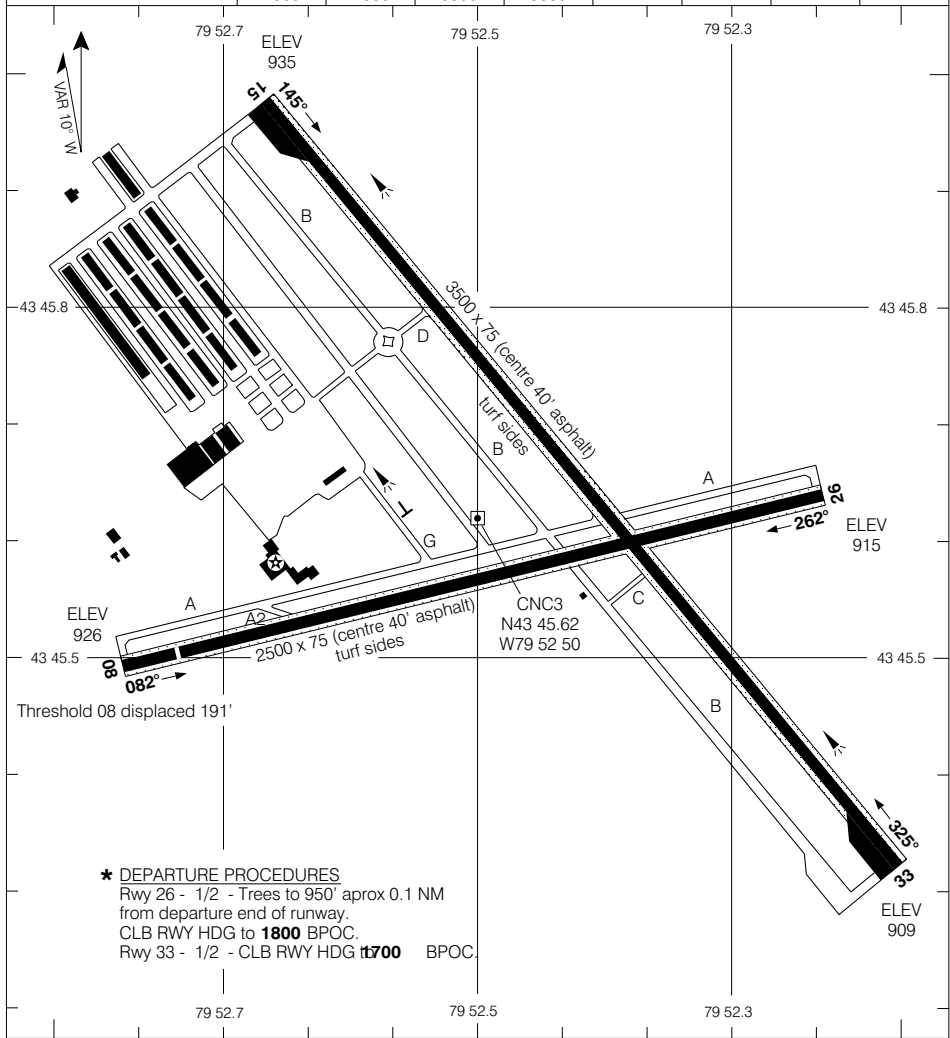 79 52.7
79 52.5
79 52.3
ELEV
935
VAR 10° W
15
145°
B
43 45.8
43 45.8
D
3500 x 75 (centre 40' asphalt)
turf sides
B
A
26
262°
ELEV
915
G
CNC3
N43 45.62
W79 52 50
C
A
A2
ELEV
926
2500 x 75 (centre 40' asphalt)
turf sides
43 45.5
43 45.5
08
082°
Threshold 08 displaced 191'
B
325°
33
ELEV
909
* DEPARTURE PROCEDURES
Rwy 26 - 1/2 - Trees to 950' aprox 0.1 NM
from departure end of runway.
CLB RWY HDG to 1800 BPOC.
Rwy 33 - 1/2 - CLB RWY HDG to 1700 BPOC.
79 52.7
79 52.5
79 52.3